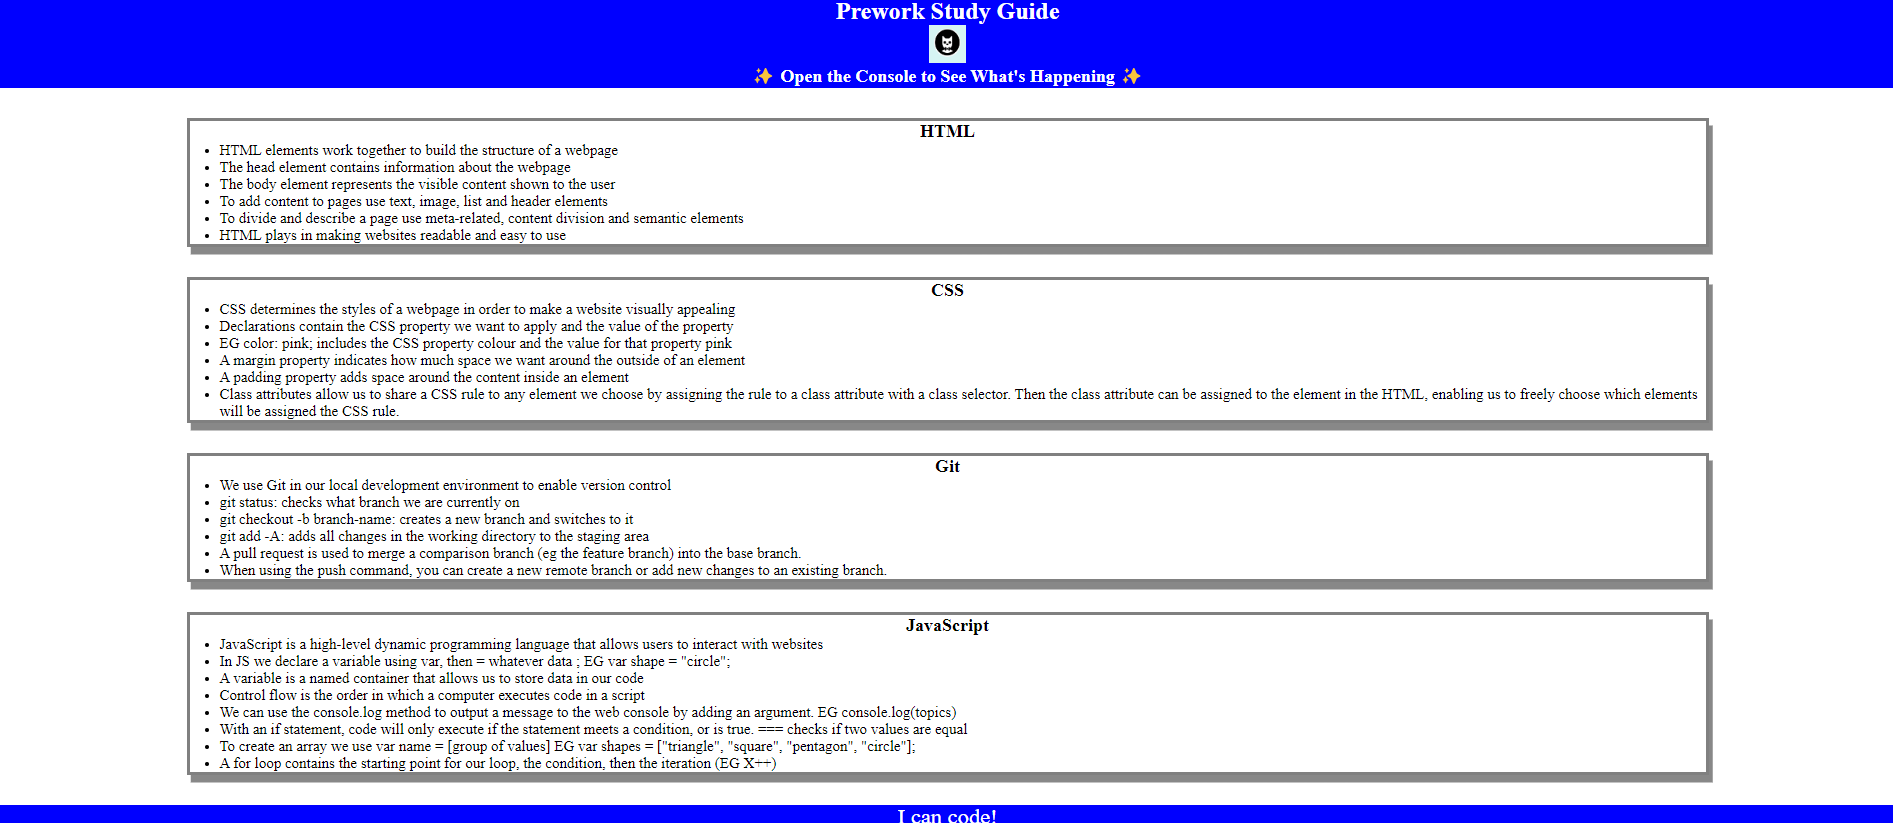 Prework Study Guide
✨ Open the Console to See What's Happening ✨
HTML
• HTML elements work together to build the structure of a webpage
• The head element contains information about the webpage
• The body element represents the visible content shown to the user
• To add content to pages use text, image, list and header elements
• To divide and describe a page use meta-related, content division and semantic elements
• HTML plays in making websites readable and easy to use
CSS
• CSS determines the styles of a webpage in order to make a website visually appealing
• Declarations contain the CSS property we want to apply and the value of the property
• EG color: pink; includes the CSS property colour and the value for that property pink
• A margin property indicates how much space we want around the outside of an element
• A padding property adds space around the content inside an element
• Class attributes allow us to share a CSS rule to any element we choose by assigning the rule to a class attribute with a class selector. Then the class attribute can be assigned to the element in the HTML, enabling us to freely choose which elements
will be assigned the CSS rule.
Git
• We use Git in our local development environment to enable version control
• git status: checks what branch we are currently on
• git checkout -b branch-name: creates a new branch and switches to it
• git add -A: adds all changes in the working directory to the staging area
• A pull request is used to merge a comparison branch (eg the feature branch) into the base branch.
• When using the push command, you can create a new remote branch or add new changes to an existing branch.
JavaScript
• JavaScript is a high-level dynamic programming language that allows users to interact with websites
• In JS we declare a variable using var, then = whatever data ; EG var shape = "circle";
• A variable is a named container that allows us to store data in our code
• Control flow is the order in which a computer executes code in a script
• We can use the console.log method to output a message to the web console by adding an argument. EG console.log(topics)
• With an if statement, code will only execute if the statement meets a condition, or is true. === checks if two values are equal
• To create an array we use var name = [group of values] EG var shapes = ["triangle", "square", "pentagon", "circle"];
• A for loop contains the starting point for our loop, the condition, then the iteration (EG X++)
I can code!